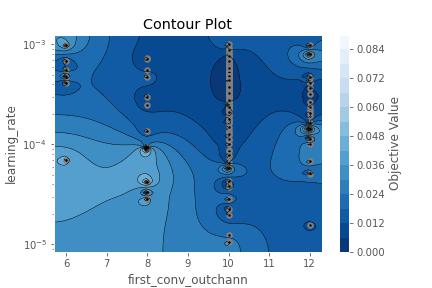 Contour Plot
10⁻³
10⁻⁴
10⁻⁵
learning_rate
6 7 8 9 10 11 12
first_conv_outchann
0.084
0.072
0.060
0.048
0.036
0.024
0.012
0.000
Objective Value